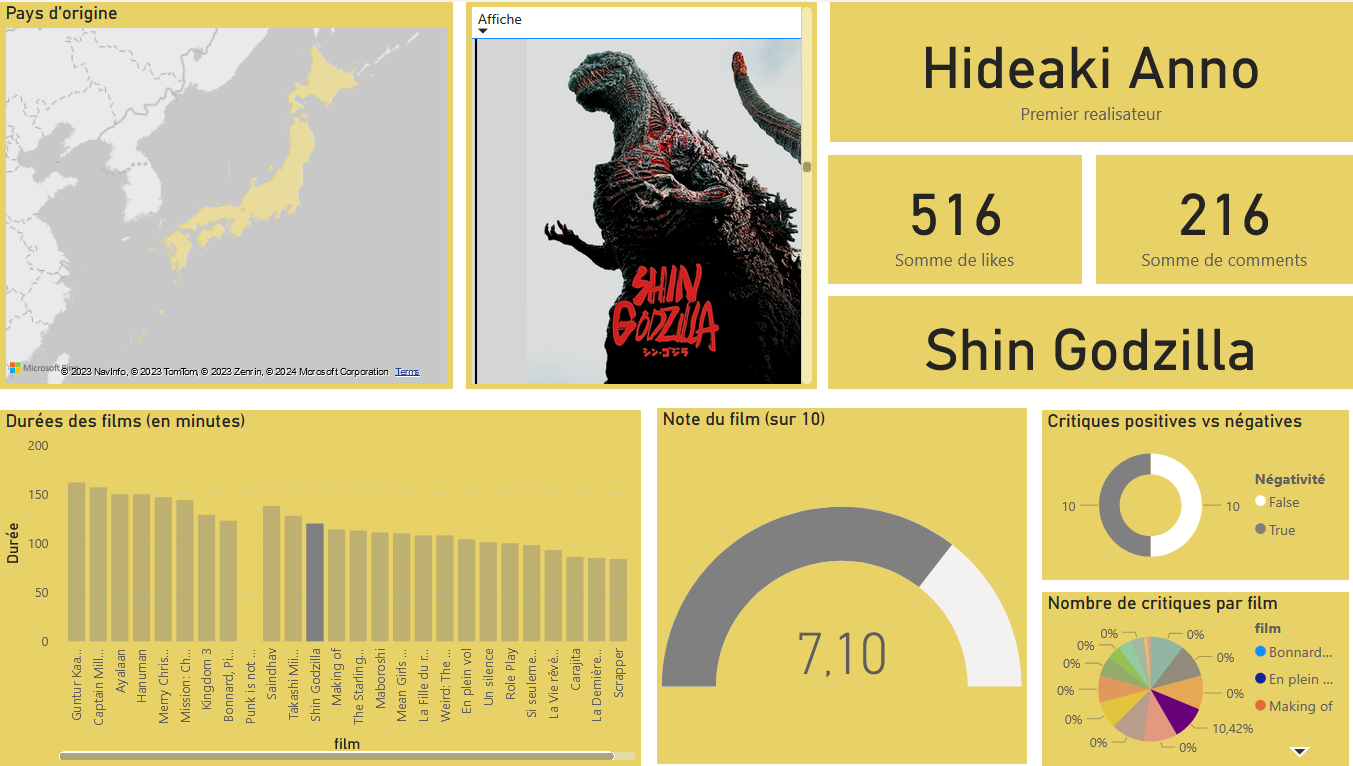 Pays d'origine
© 2023 NavInfo, © 2023 TomTom, © 2023 Zenrin, © 2024 Microsoft Corporation Terms
Affiche
SHIN
GODZILLA
シン・ゴジラ
Hideaki Anno
Premier realisateur
516
Somme de likes
216
Somme de comments
Shin Godzilla
Durées des films (en minutes)
200
150
100
50
0
Durée
Guntur Kaa...
Captain Mill...
Ayalaan
Hanuman
Merry Chris...
Mission: Ch...
Kingdom 3
Bonnard, Pi...
Punk is not ...
Saindhav
Takashi Mii...
Shin Godzilla
Making of
The Starling...
Maboroshi
Mean Girls ...
La Fille du r...
Weird: The ...
En plein vol
Un silence
Role Play
Si seuleme...
La Vie rêvé...
Carajita
La Dernière...
Scrapper
film
Note du film (sur 10)
7,10
Critiques positives vs négatives
10
10
Négativité
False
True
Nombre de critiques par film
0%
0%
0%
0%
0%
0%
0%
0%
10,42%
0%
film
Bonnard...
En plein ...
Making of